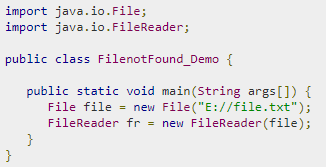 import java.io.File;
import java.io.FileReader;
public class FilenotFound_Demo {
public static void main(String args[]) {
File file = new File("E://file.txt");
FileReader fr = new FileReader(file);
}
}